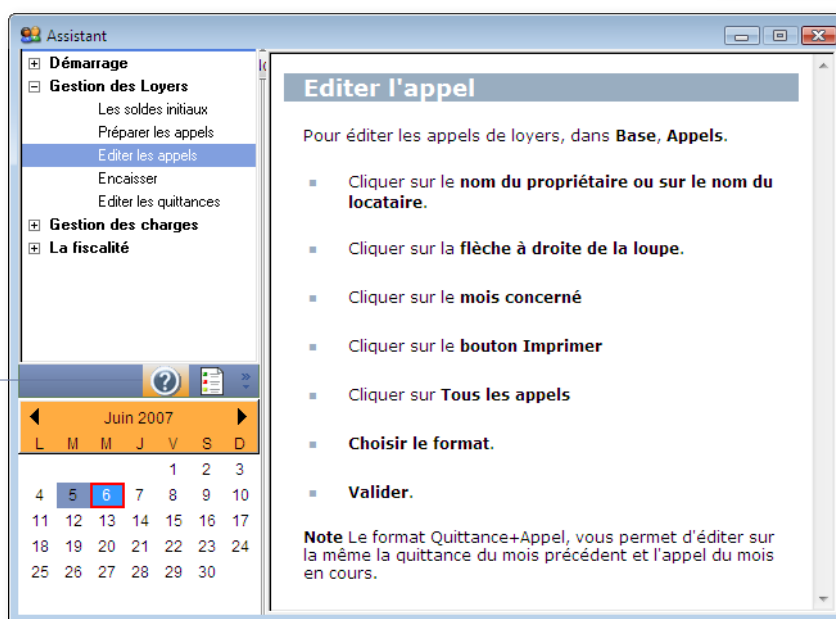 Assistant
Démarrage
Gestion des Loyers
Les soldes initiaux
Préparer les appels
Editer les appels
Encaisser
Editer les quittances
Gestion des charges
La fiscalité
Juin 2007
L M M J V S D
1 2 3
4 5 6 7 8 9 10
11 12 13 14 15 16 17
18 19 20 21 22 23 24
25 26 27 28 29 30
Editer l'appel
Pour éditer les appels de loyers, dans Base, Appels.
Cliquer sur le nom du propriétaire ou sur le nom du
locataire.
Cliquer sur la flèche à droite de la loupe.
Cliquer sur le mois concerné
Cliquer sur le bouton Imprimer
Cliquer sur Tous les appels
Choisir le format.
Valider.
Note Le format Quittance+Appel, vous permet d'éditer sur
la même la quittance du mois précédent et l'appel du mois
en cours.